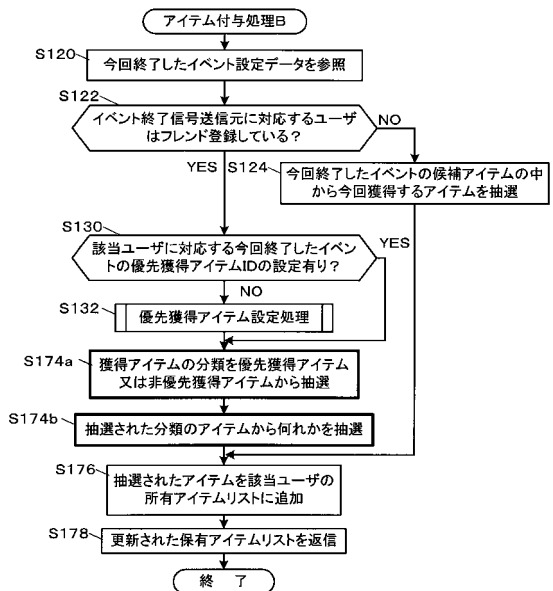 アイテム付与処理B
S120
今回終了したイベント設定データを参照
S122
イベント終了信号送信元に対応するユーザ
はフレンド登録している？
NO
YES
S124
今回終了したイベントの候補アイテムの中
から今回獲得するアイテムを抽選
S130
該当ユーザに対応する今回終了したイベン
トの優先獲得アイテムIDの設定有り？
YES
NO
S132
優先獲得アイテム設定処理
S174a
獲得アイテムの分類を優先獲得アイテム
又は非優先獲得アイテムから抽選
S174b
抽選された分類のアイテムから何れかを抽選
S176
抽選されたアイテムを該当ユーザの
所有アイテムリストに追加
S178
更新された保有アイテムリストを返信
終 了